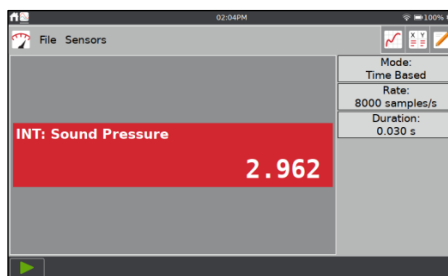 02:04PM
100%
File Sensors
X Y
Mode:
Time Based
Rate:
8000 samples/s
Duration:
0.030 s
INT: Sound Pressure
2.962